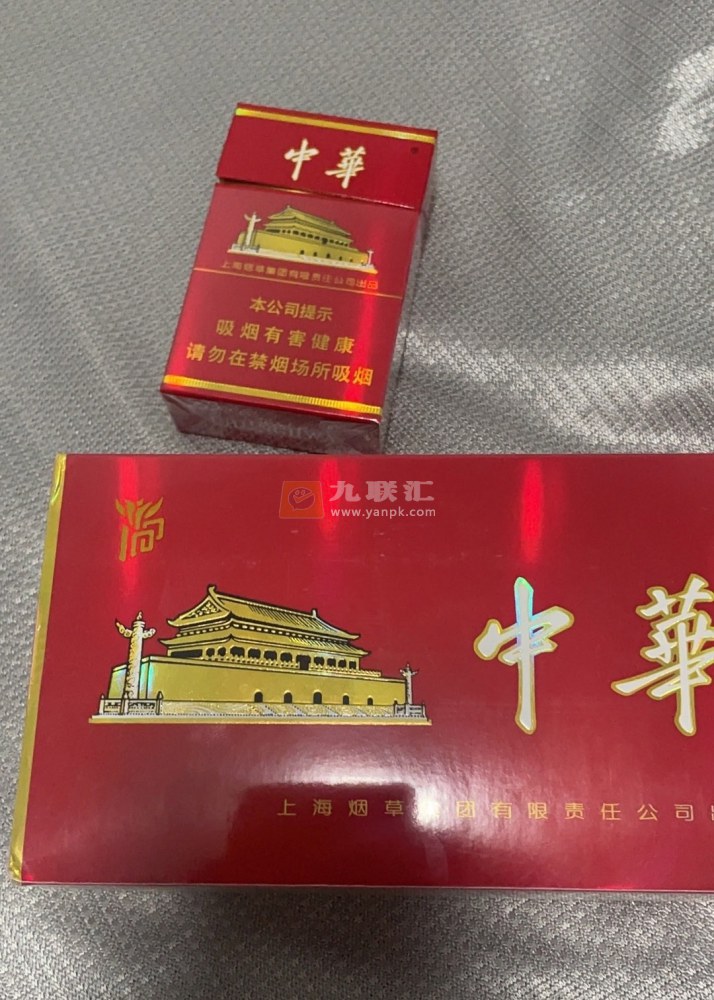 中華
®
上海烟草集团有限责任公司出品
本公司提示
吸烟有害健康
请勿在禁烟场所吸烟
九联汇
www.yanpk.com
中華
上海烟草集团有限责任公司出